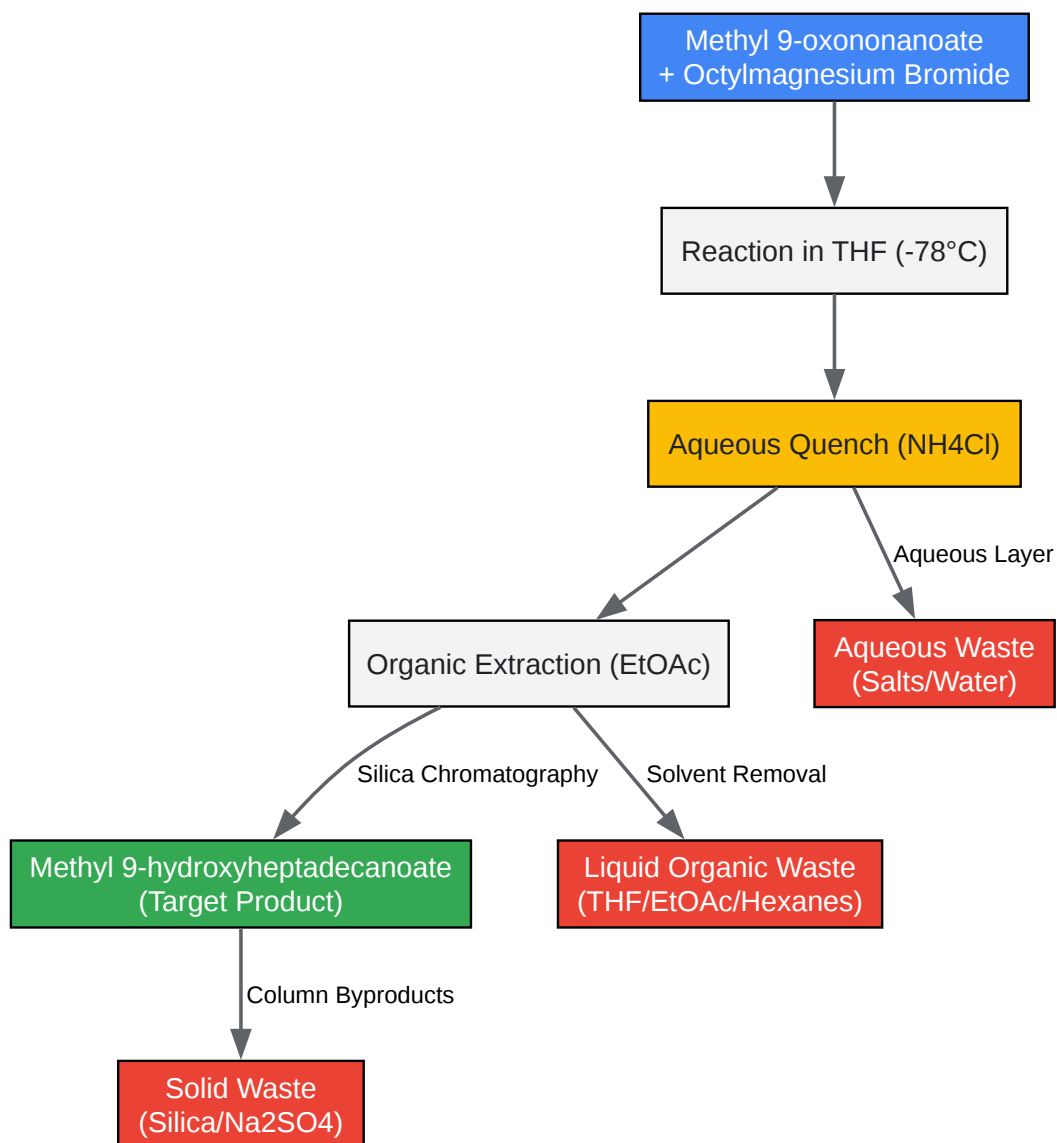 Methyl 9-oxononanoate
+ Octylmagnesium Bromide
Reaction in THF (-78°C)
Aqueous Quench (NH4Cl)
Aqueous Layer
Organic Extraction (EtOAc)
Aqueous Waste
(Salts/Water)
Silica Chromatography
Solvent Removal
Methyl 9-hydroxyheptadecanoate
(Target Product)
Liquid Organic Waste
(THF/EtOAc/Hexanes)
Column Byproducts
Solid Waste
(Silica/Na2SO4)